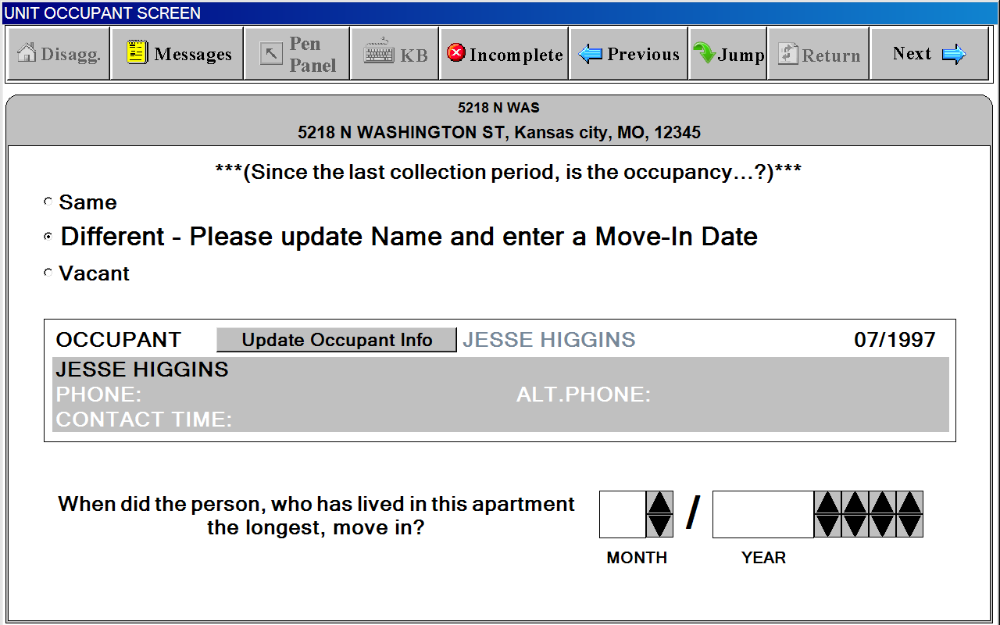 UNIT OCCUPANT SCREEN
Disagg. Messages Pen Panel KB Incomplete Previous Jump Return Next
5218 N WAS
5218 N WASHINGTON ST, Kansas city, MO, 12345
***(Since the last collection period, is the occupancy...?)***
Same
Different - Please update Name and enter a Move-In Date
Vacant
OCCUPANT Update Occupant Info JESSE HIGGINS 07/1997
JESSE HIGGINS
PHONE: ALT.PHONE:
CONTACT TIME:
When did the person, who has lived in this apartment
the longest, move in?
/
MONTH YEAR